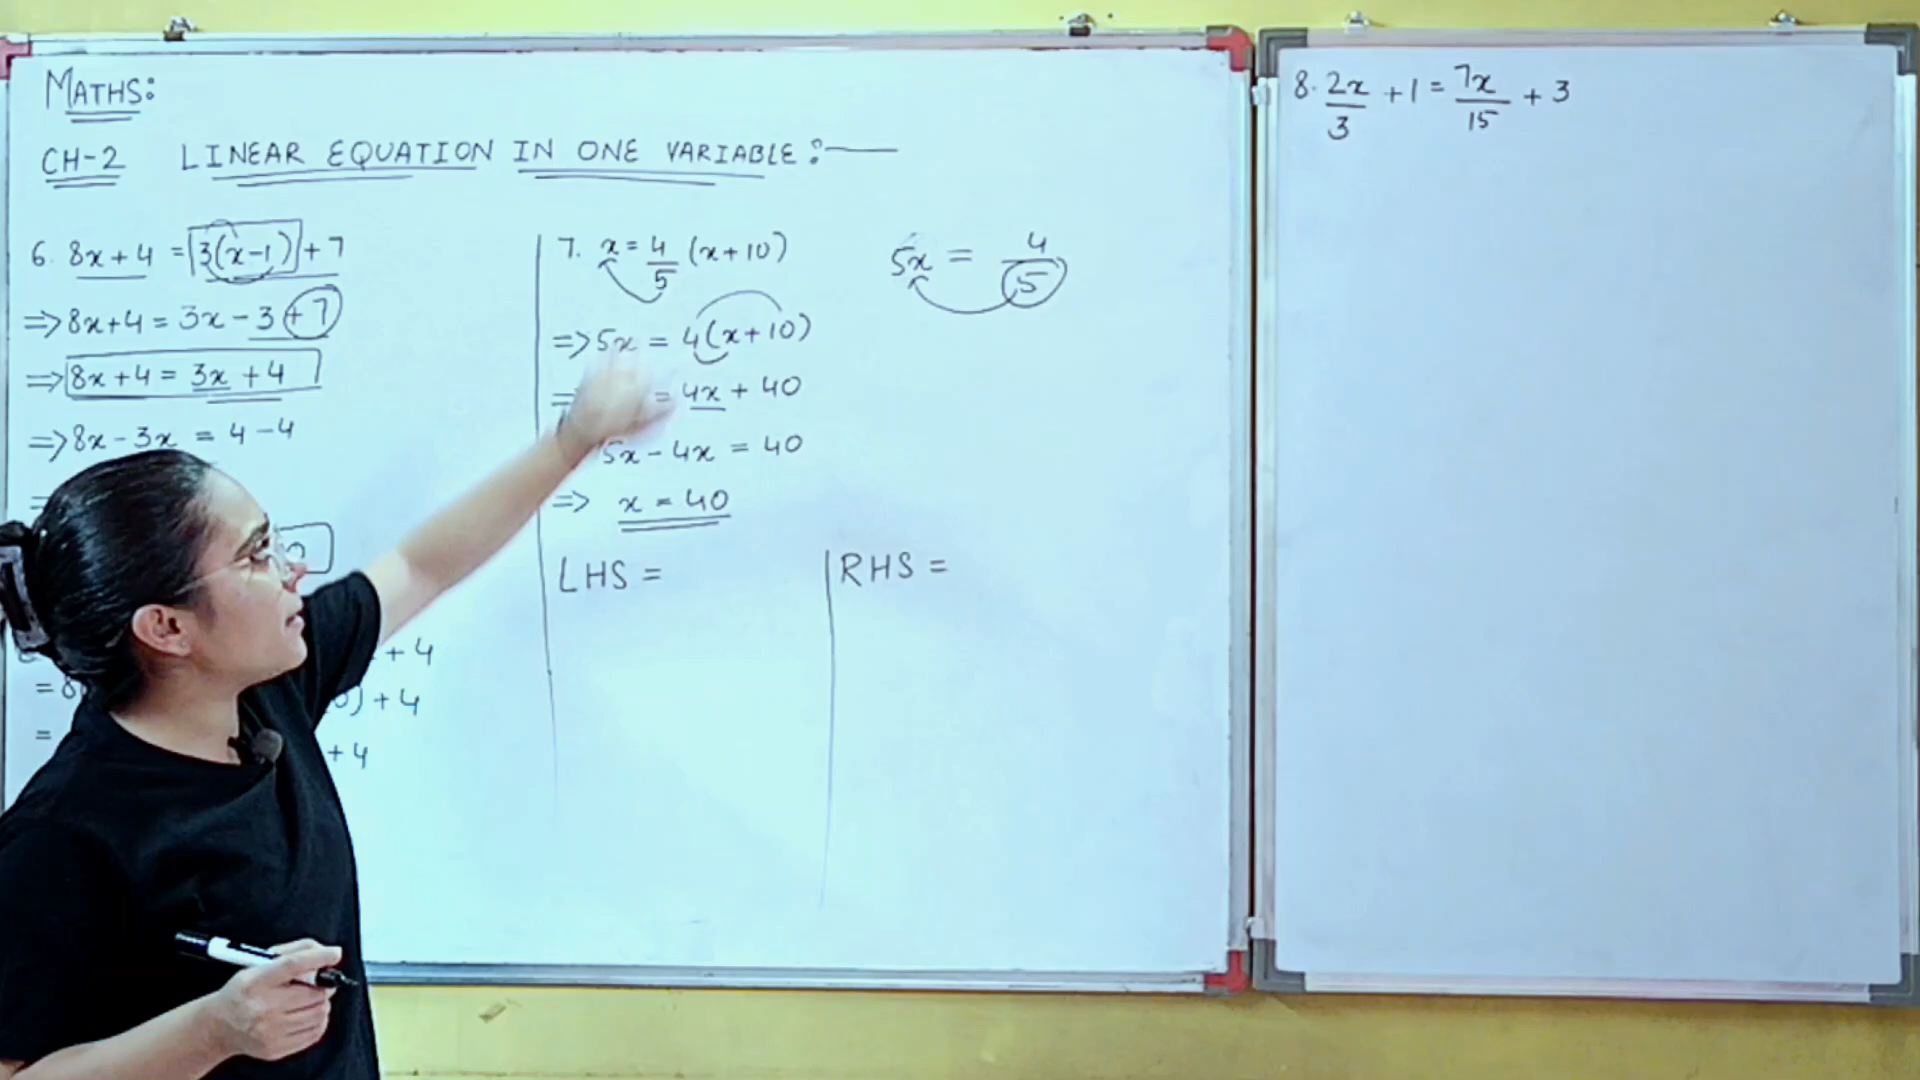 MATHS:
CH-2 LINEAR EQUATION IN ONE VARIABLE :—
6. 8x + 4 = 3(x-1) + 7
=> 8x+4 = 3x - 3 + 7
=> 8x+4 = 3x + 4
=> 8x - 3x = 4 - 4
+ 4
= 8
) + 4
=
+ 4
7. x = 4/5 (x+10)
=> 5x = 4(x+10)
= 4x + 40
5x - 4x = 40
=> x = 40
LHS =
RHS =
5x = 4/5
8. 2x/3 + 1 = 7x/15 + 3